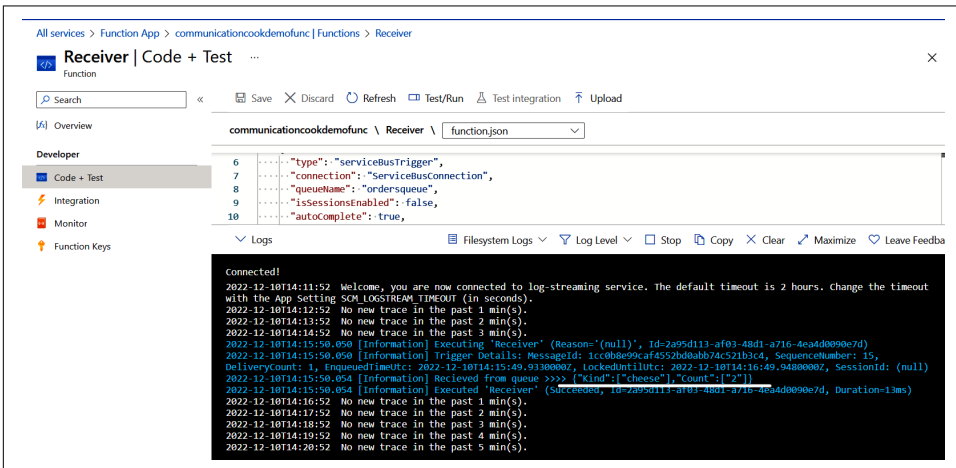 All services > Function App > communicationcookdemofunc | Functions > Receiver
Receiver | Code + Test ...
Function
Search
«
Save Discard Refresh Test/Run Test integration Upload
Overview
communicationcookdemofunc \ Receiver \ function.json
Developer
Code + Test
Integration
Monitor
Function Keys
6 "type": "serviceBusTrigger",
7 "connection": "ServiceBusConnection",
8 "queueName": "ordersqueue",
9 "isSessionsEnabled": false,
10 "autoComplete": true,
Logs Filesystem Logs Log Level Stop Copy Clear Maximize Leave Feedba
Connected!
2022-12-10T14:11:52 Welcome, you are now connected to log-streaming service. The default timeout is 2 hours. Change the timeout
with the App Setting SCM_LOGSTREAM_TIMEOUT (in seconds).
2022-12-10T14:12:52 No new trace in the past 1 min(s).
2022-12-10T14:13:52 No new trace in the past 2 min(s).
2022-12-10T14:14:52 No new trace in the past 3 min(s).
2022-12-10T14:15:50.050 [Information] Executing 'Receiver' (Reason='(null)', Id=2a95d113-af03-48d1-a716-4ea4d0090e7d)
2022-12-10T14:15:50.050 [Information] Trigger Details: MessageId: 1cc0b8e99caf4552bd0abb74c521b3c4, SequenceNumber: 15,
DeliveryCount: 1, EnqueuedTimeUtc: 2022-12-10T14:15:49.9330000Z, LockedUntilUtc: 2022-12-10T14:16:49.9480000Z, SessionId: (null)
2022-12-10T14:15:50.054 [Information] Recieved from queue >>>> {"Kind":["cheese"],"Count":["2"]}
2022-12-10T14:15:50.054 [Information] Executed 'Receiver' (Succeeded, Id=2a95d113-af03-48d1-a716-4ea4d0090e7d, Duration=13ms)
2022-12-10T14:16:52 No new trace in the past 1 min(s).
2022-12-10T14:17:52 No new trace in the past 2 min(s).
2022-12-10T14:18:52 No new trace in the past 3 min(s).
2022-12-10T14:19:52 No new trace in the past 4 min(s).
2022-12-10T14:20:52 No new trace in the past 5 min(s).